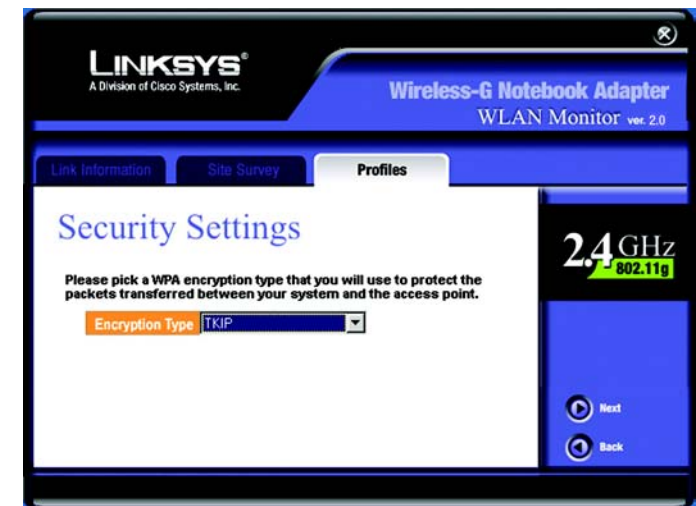 LINKSYS®
A Division of Cisco Systems, Inc.
Wireless-G Notebook Adapter
WLAN Monitor ver. 2.0
Link Information
Site Survey
Profiles
Security Settings
2.4 GHz
802.11g
Please pick a WPA encryption type that you will use to protect the
packets transferred between your system and the access point.
Encryption Type TKIP
Next
Back